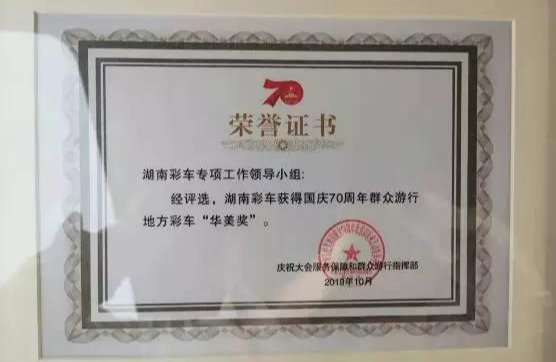 70
荣誉证书
湖南彩车专项工作领导小组:
经评选，湖南彩车获得国庆70周年群众游行
地方彩车“华美奖”。
庆祝大会服务保障和群众游行指挥部
2019年10月